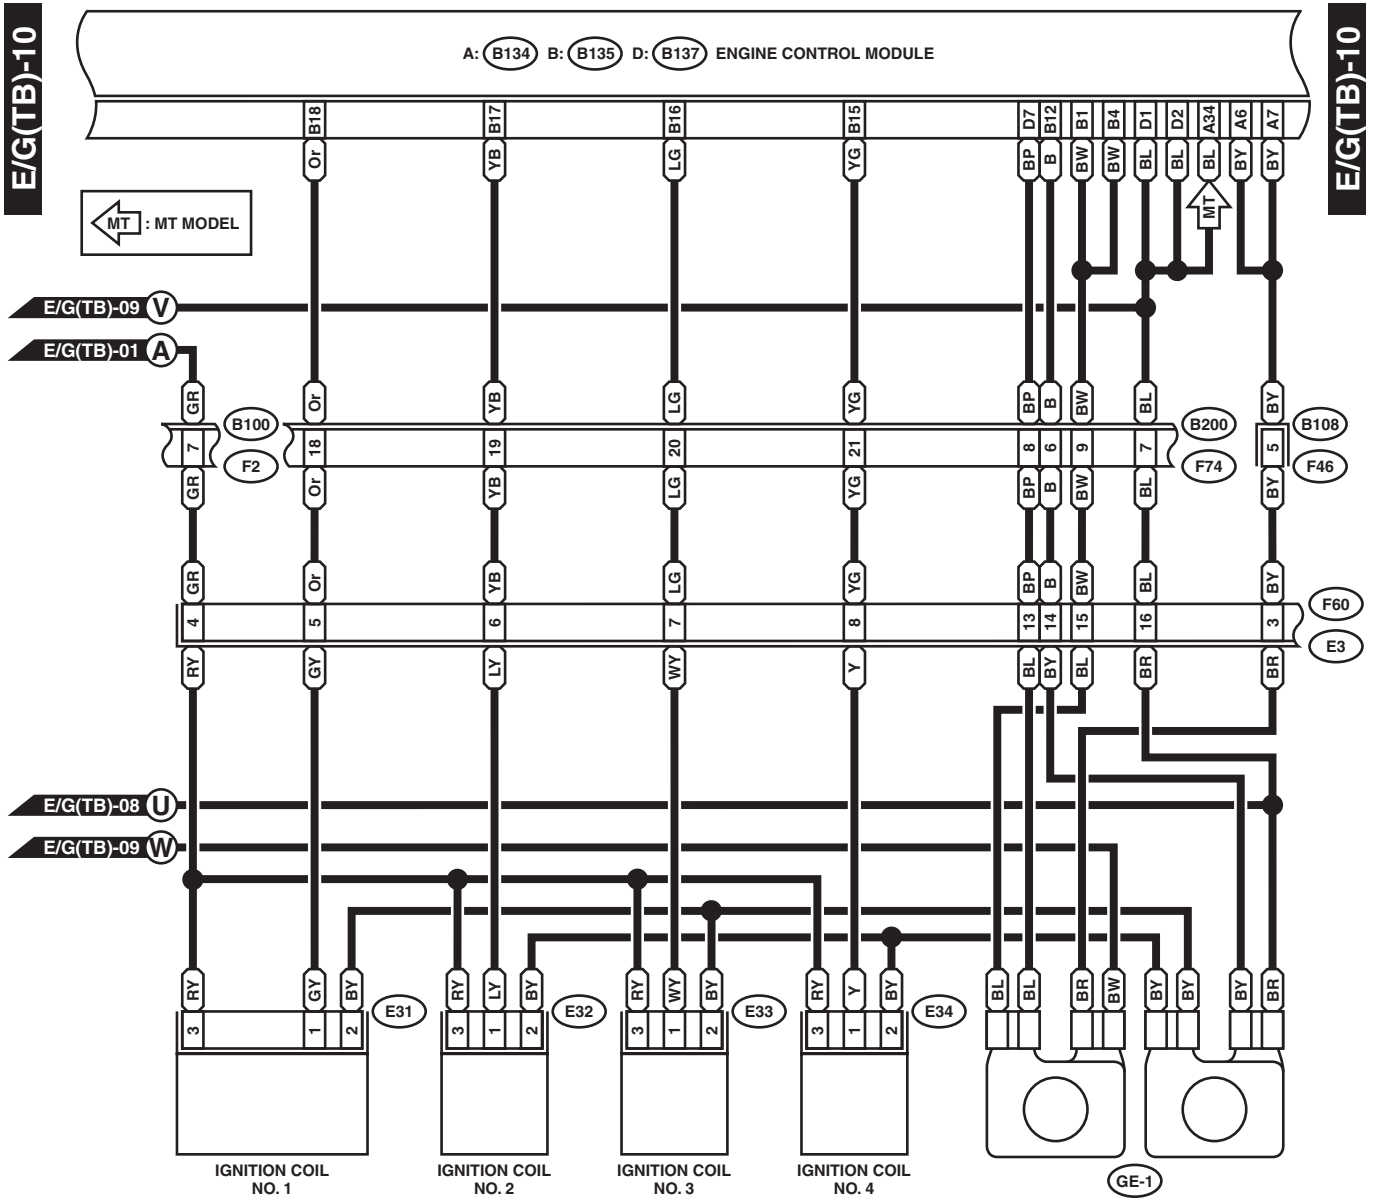 E/G(TB)-10
E/G(TB)-10
A: B134 B: B135 D: B137 ENGINE CONTROL MODULE
B18 B17 B16 B15 D7 B12 B1 B4 D1 D2 A34 A6 A7
Or YB LG YG BP B BW BW BL BL BL BY BY
MT
MT : MT MODEL
E/G(TB)-09 V
E/G(TB)-01 A
GR Or YB LG YG BP B BW BL BY
B100 B200 B108
7 18 19 20 21 8 6 9 7 5
F2 F74 F46
GR Or YB LG YG BP B BW BL BY
GR Or YB LG YG BP B BW BL BY
F60
4 5 6 7 8 13 14 15 16 3
E3
RY GY LY WY Y BL BY BL BR BR
E/G(TB)-08 U
E/G(TB)-09 W
RY GY BY RY LY BY RY WY BY RY Y BY BL BL BR BW BY BY BY BR
E31 E32 E33 E34
3 1 2 3 1 2 3 1 2 3 1 2
IGNITION COIL IGNITION COIL IGNITION COIL IGNITION COIL
NO. 1 NO. 2 NO. 3 NO. 4
GE-1